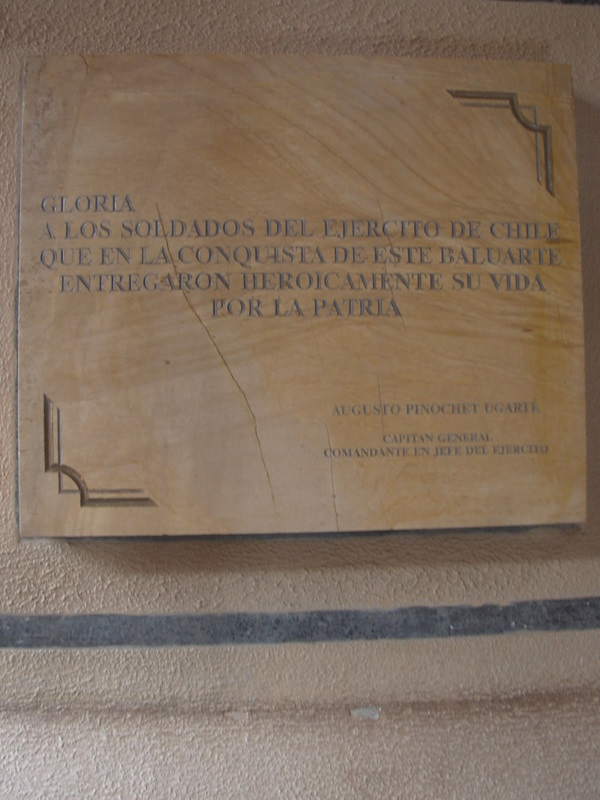 GLORIA
A LOS SOLDADOS DEL EJERCITO DE CHILE
QUE EN LA CONQUISTA DE ESTE BALUARTE
ENTREGARON HEROICAMENTE SU VIDA
POR LA PATRIA
AUGUSTO PINOCHET UGARTE
CAPITAN GENERAL
COMANDANTE EN JEFE DEL EJERCITO